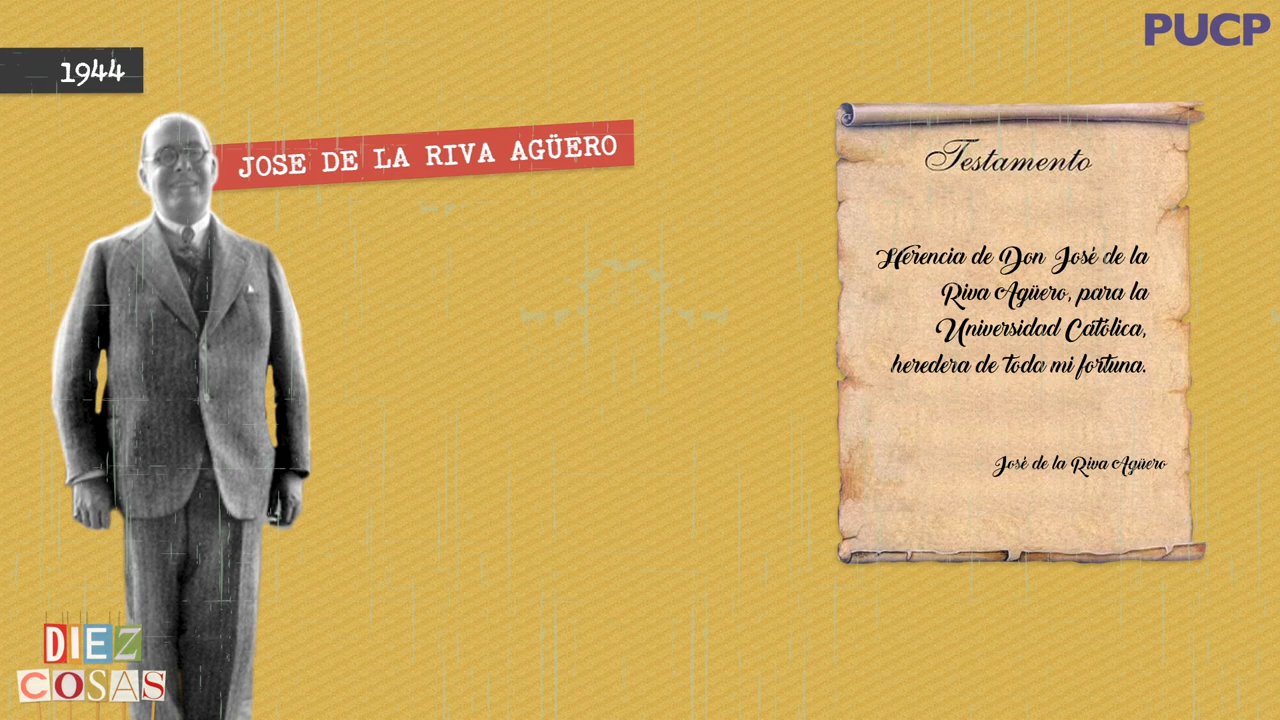 PUCP
1944
JOSE DE LA RIVA AGÜERO
Testamento
Herencia de Don José de la
Riva Agüero, para la
Universidad Católica,
heredera de toda mi fortuna.
José de la Riva Agüero
DIEZ
COSAS